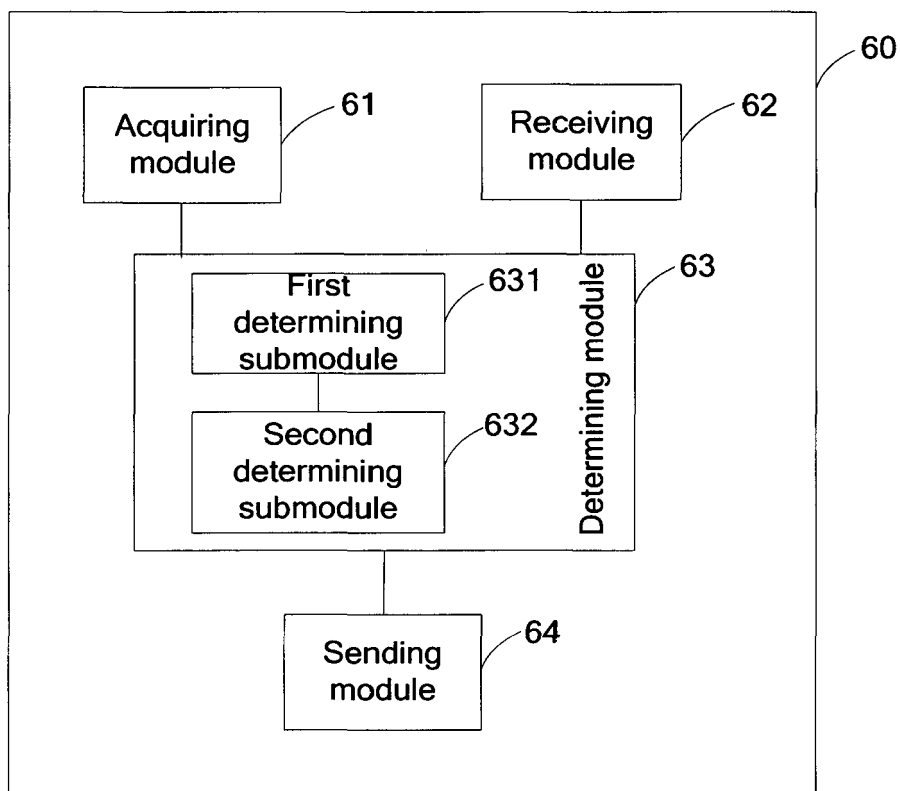 60
61
62
Acquiring
module
Receiving
module
63
First
determining
submodule
631
Determining module
Second
determining
submodule
632
Sending
module
64